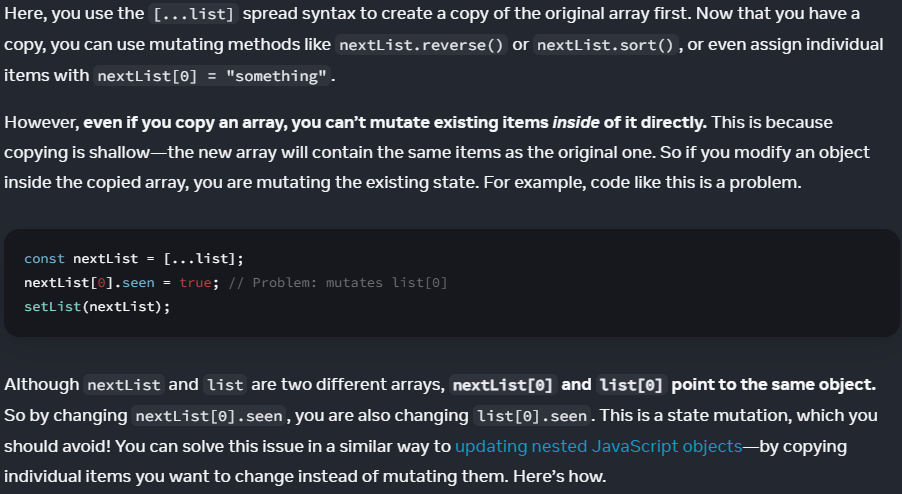 Here, you use the [...list] spread syntax to create a copy of the original array first. Now that you have a
copy, you can use mutating methods like nextList.reverse() or nextList.sort(), or even assign individual
items with nextList[0] = "something".
However, even if you copy an array, you can’t mutate existing items inside of it directly. This is because
copying is shallow—the new array will contain the same items as the original one. So if you modify an object
inside the copied array, you are mutating the existing state. For example, code like this is a problem.
const nextList = [...list];
nextList[0].seen = true; // Problem: mutates list[0]
setList(nextList);
Although nextList and list are two different arrays, nextList[0] and list[0] point to the same object.
So by changing nextList[0].seen, you are also changing list[0].seen. This is a state mutation, which you
should avoid! You can solve this issue in a similar way to updating nested JavaScript objects—by copying
individual items you want to change instead of mutating them. Here’s how.